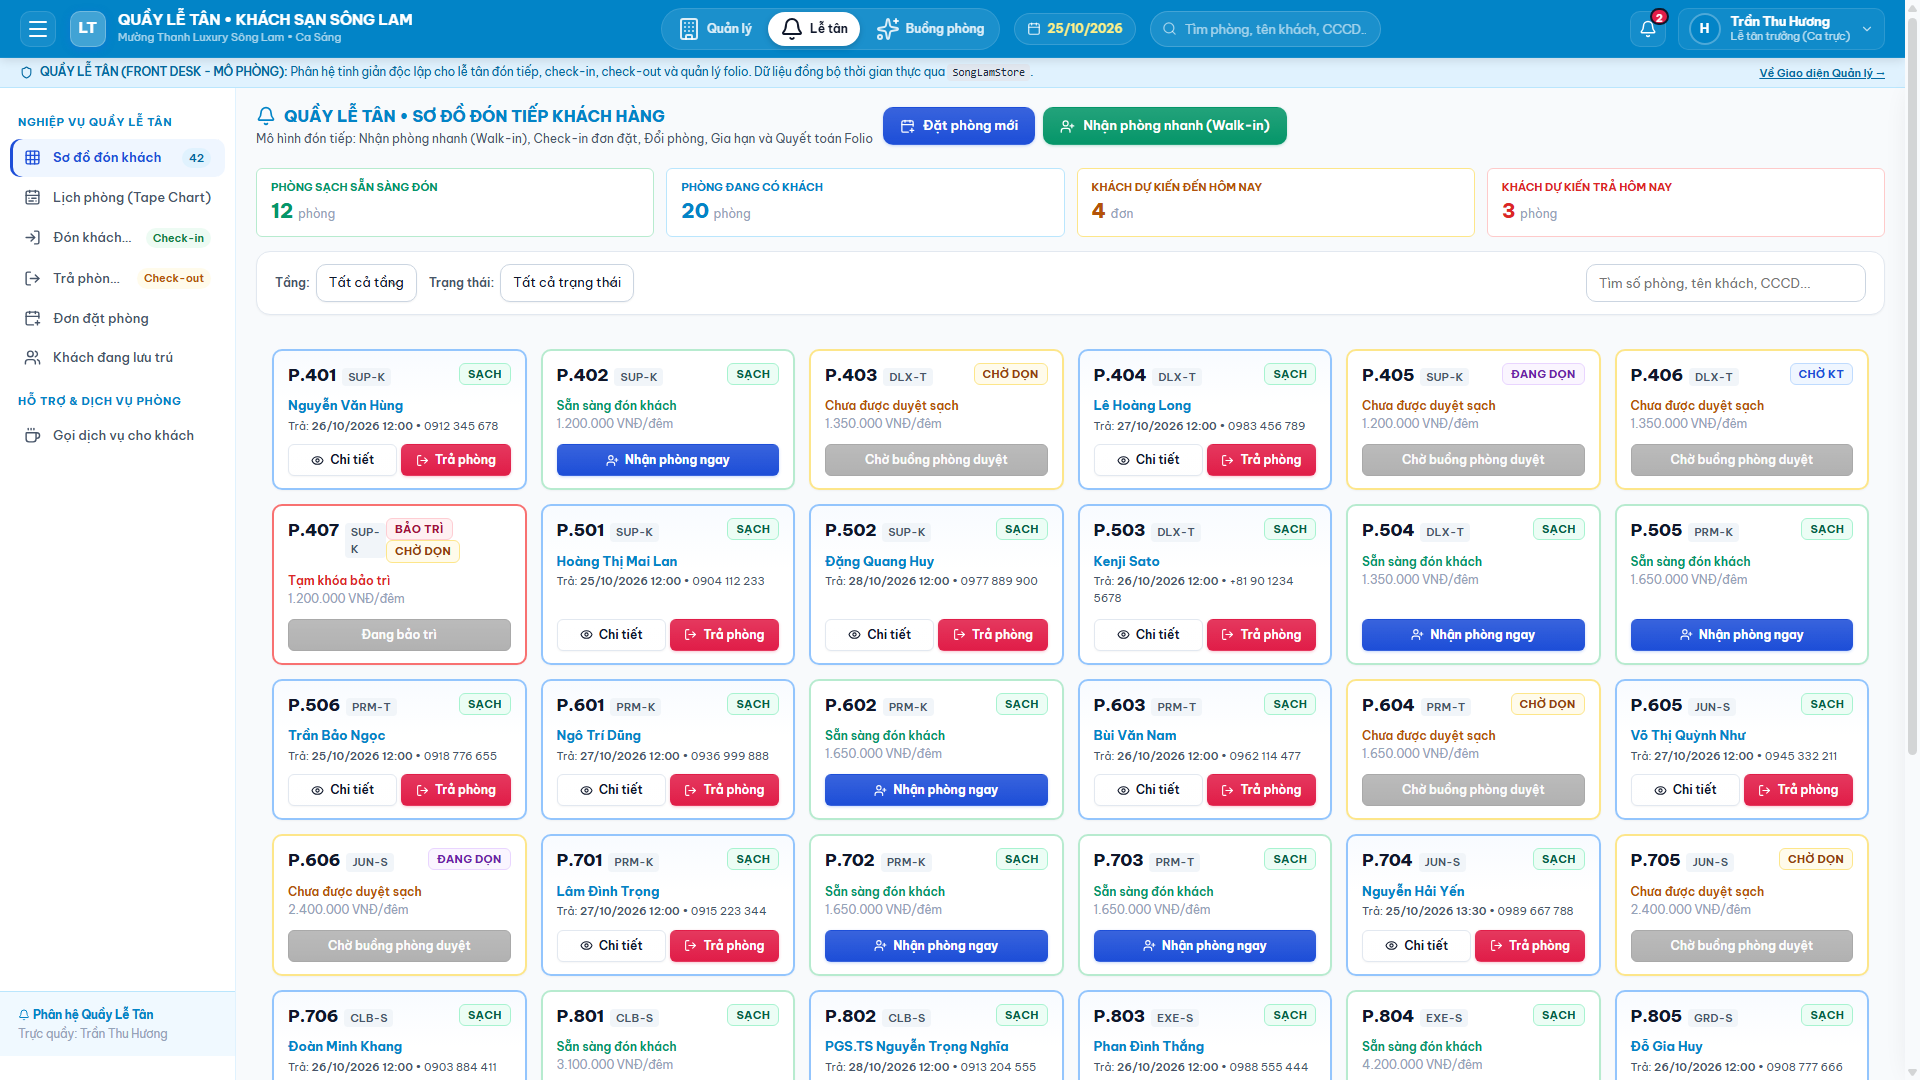 LT
QUẦY LỄ TÂN • KHÁCH SẠN SÔNG LAM
Mường Thanh Luxury Sông Lam • Ca Sáng
Quản lý
Lễ tân
Buồng phòng
25/10/2026
Tìm phòng, tên khách, CCCD..
2
H
Trần Thu Hương
Lễ tân trưởng (Ca trực)
QUẦY LỄ TÂN (FRONT DESK - MÔ PHỎNG): Phân hệ tinh giản độc lập cho lễ tân đón tiếp, check-in, check-out và quản lý folio. Dữ liệu đồng bộ thời gian thực qua SongLamStore .
Về Giao diện Quản lý →
NGHIỆP VỤ QUẦY LỄ TÂN
Sơ đồ đón khách 42
Lịch phòng (Tape Chart)
Đón khách... Check-in
Trả phòn... Check-out
Đơn đặt phòng
Khách đang lưu trú
HỖ TRỢ & DỊCH VỤ PHÒNG
Gọi dịch vụ cho khách
Phân hệ Quầy Lễ Tân
Trực quầy: Trần Thu Hương
QUẦY LỄ TÂN • SƠ ĐỒ ĐÓN TIẾP KHÁCH HÀNG
Mô hình đón tiếp: Nhận phòng nhanh (Walk-in), Check-in đơn đặt, Đổi phòng, Gia hạn và Quyết toán Folio
Đặt phòng mới
Nhận phòng nhanh (Walk-in)
PHÒNG SẠCH SẴN SÀNG ĐÓN
12 phòng
PHÒNG ĐANG CÓ KHÁCH
20 phòng
KHÁCH DỰ KIẾN ĐẾN HÔM NAY
4 đơn
KHÁCH DỰ KIẾN TRẢ HÔM NAY
3 phòng
Tầng: Tất cả tầng Trạng thái: Tất cả trạng thái
Tìm số phòng, tên khách, CCCD...
P.401 SUP-K SẠCH
Nguyễn Văn Hùng
Trả: 26/10/2026 12:00 • 0912 345 678
Chi tiết Trả phòng
P.402 SUP-K SẠCH
Sẵn sàng đón khách
1.200.000 VNĐ/đêm
Nhận phòng ngay
P.403 DLX-T CHỜ DỌN
Chưa được duyệt sạch
1.350.000 VNĐ/đêm
Chờ buồng phòng duyệt
P.404 DLX-T SẠCH
Lê Hoàng Long
Trả: 27/10/2026 12:00 • 0983 456 789
Chi tiết Trả phòng
P.405 SUP-K ĐANG DỌN
Chưa được duyệt sạch
1.200.000 VNĐ/đêm
Chờ buồng phòng duyệt
P.406 DLX-T CHỜ KT
Chưa được duyệt sạch
1.350.000 VNĐ/đêm
Chờ buồng phòng duyệt
P.407 SUP-K BẢO TRÌ
CHỜ DỌN
Tạm khóa bảo trì
1.200.000 VNĐ/đêm
Đang bảo trì
P.501 SUP-K SẠCH
Hoàng Thị Mai Lan
Trả: 25/10/2026 12:00 • 0904 112 233
Chi tiết Trả phòng
P.502 SUP-K SẠCH
Đặng Quang Huy
Trả: 28/10/2026 12:00 • 0977 889 900
Chi tiết Trả phòng
P.503 DLX-T SẠCH
Kenji Sato
Trả: 26/10/2026 12:00 • +81 90 1234
5678
Chi tiết Trả phòng
P.504 DLX-T SẠCH
Sẵn sàng đón khách
1.350.000 VNĐ/đêm
Nhận phòng ngay
P.505 PRM-K SẠCH
Sẵn sàng đón khách
1.650.000 VNĐ/đêm
Nhận phòng ngay
P.506 PRM-T SẠCH
Trần Bảo Ngọc
Trả: 25/10/2026 12:00 • 0918 776 655
Chi tiết Trả phòng
P.601 PRM-K SẠCH
Ngô Trí Dũng
Trả: 27/10/2026 12:00 • 0936 999 888
Chi tiết Trả phòng
P.602 PRM-K SẠCH
Sẵn sàng đón khách
1.650.000 VNĐ/đêm
Nhận phòng ngay
P.603 PRM-T SẠCH
Bùi Văn Nam
Trả: 26/10/2026 12:00 • 0962 114 477
Chi tiết Trả phòng
P.604 PRM-T CHỜ DỌN
Chưa được duyệt sạch
1.650.000 VNĐ/đêm
Chờ buồng phòng duyệt
P.605 JUN-S SẠCH
Võ Thị Quỳnh Như
Trả: 27/10/2026 12:00 • 0945 332 211
Chi tiết Trả phòng
P.606 JUN-S ĐANG DỌN
Chưa được duyệt sạch
2.400.000 VNĐ/đêm
Chờ buồng phòng duyệt
P.701 PRM-K SẠCH
Lâm Đình Trọng
Trả: 27/10/2026 12:00 • 0915 223 344
Chi tiết Trả phòng
P.702 PRM-K SẠCH
Sẵn sàng đón khách
1.650.000 VNĐ/đêm
Nhận phòng ngay
P.703 PRM-T SẠCH
Sẵn sàng đón khách
1.650.000 VNĐ/đêm
Nhận phòng ngay
P.704 JUN-S SẠCH
Nguyễn Hải Yến
Trả: 25/10/2026 13:30 • 0989 667 788
Chi tiết Trả phòng
P.705 JUN-S CHỜ DỌN
Chưa được duyệt sạch
2.400.000 VNĐ/đêm
Chờ buồng phòng duyệt
P.706 CLB-S SẠCH
Đoàn Minh Khang
Trả: 26/10/2026 12:00 • 0903 884 411
P.801 CLB-S SẠCH
Sẵn sàng đón khách
3.100.000 VNĐ/đêm
P.802 CLB-S SẠCH
PGS.TS Nguyễn Trọng Nghĩa
Trả: 28/10/2026 12:00 • 0913 204 555
P.803 EXE-S SẠCH
Phan Đình Thắng
Trả: 26/10/2026 12:00 • 0988 555 444
P.804 EXE-S SẠCH
Sẵn sàng đón khách
4.200.000 VNĐ/đêm
P.805 GRD-S SẠCH
Đỗ Gia Huy
Trả: 26/10/2026 12:00 • 0908 777 666